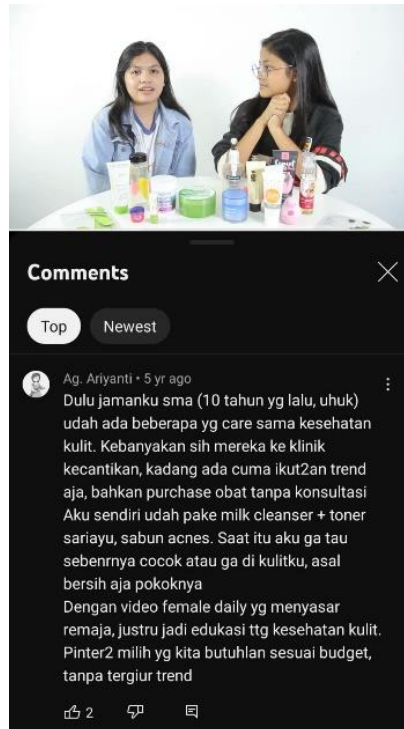 Comments
Top
Newest
Ag. Ariyanti • 5 yr ago
Dulu jamanku sma (10 tahun yg lalu, uhuk)
udah ada beberapa yg care sama kesehatan
kulit. Kebanyakan sih mereka ke klinik
kecantikan, kadang ada cuma ikut2an trend
aja, bahkan purchase obat tanpa konsultasi
Aku sendiri udah pake milk cleanser + toner
sariayu, sabun acnes. Saat itu aku ga tau
sebenrnya cocok atau ga di kulitku, asal
bersih aja pokoknya
Dengan video female daily yg menyasar
remaja, justru jadi edukasi ttg kesehatan kulit.
Pinter2 milih yg kita butuhlan sesuai budget,
tanpa tergiur trend
2